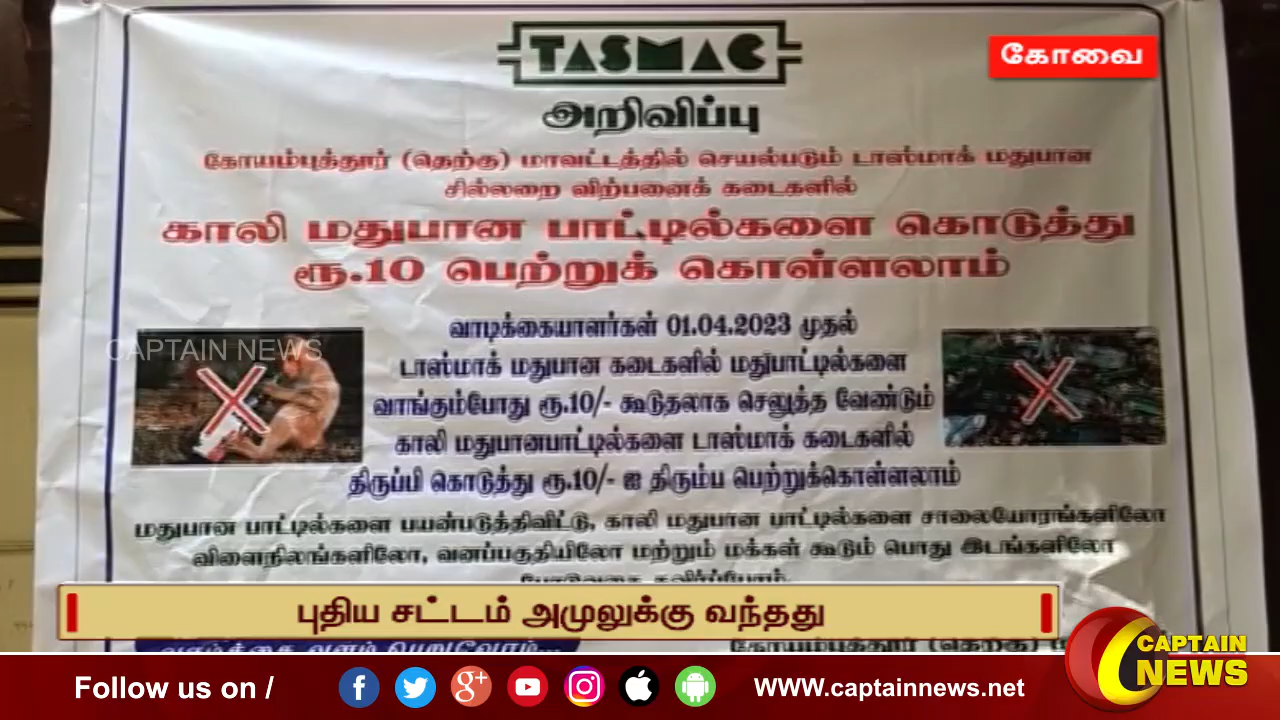 TASMAC
கோவை
அறிவிப்பு
கோயம்புத்தூர் (தெற்கு) மாவட்டத்தில் செயல்படும் டாஸ்மாக் மதுபான
சில்லறை விற்பனைக் கடைகளில்
காலி மதுபான பாட்டில்களை கொடுத்து
ரூ.10 பெற்றுக் கொள்ளலாம்
வாடிக்கையாளர்கள் 01.04.2023 முதல்
டாஸ்மாக் மதுபான கடைகளில் மதுபாட்டில்களை
வாங்கும்போது ரூ.10/- கூடுதலாக செலுத்த வேண்டும்
காலி மதுபானபாட்டில்களை டாஸ்மாக் கடைகளில்
திருப்பி கொடுத்து ரூ.10/- ஐ திரும்ப பெற்றுக்கொள்ளலாம்
CAPTAIN NEWS
மதுபான பாட்டில்களை பயன்படுத்திவிட்டு, காலி மதுபான பாட்டில்களை சாலையோரங்களிலோ
விளைநிலங்களிலோ, வனப்பகுதியிலோ மற்றும் மக்கள் கூடும் பொது இடங்களிலோ
புதிய சட்டம் அமுலுக்கு வந்தது
கோயம்புத்தூர் (தெற்கு)
CAPTAIN
NEWS
Follow us on /
WWW.captainnews.net